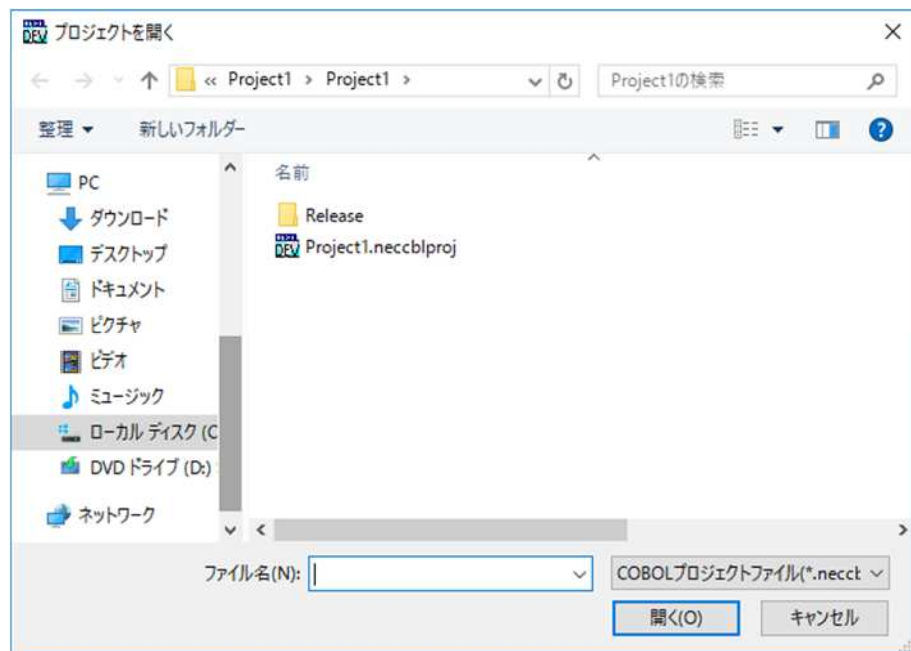 プロジェクトを開く
« Project1 › Project1 ›
Project1の検索
整理
新しいフォルダー
名前
PC
ダウンロード
デスクトップ
ドキュメント
ピクチャ
ビデオ
ミュージック
ローカル ディスク (C
DVD ドライブ (D:)
ネットワーク
Release
DEV Project1.neccblproj
ファイル名(N):
COBOLプロジェクトファイル(*.neccb
開く(O)
キャンセル